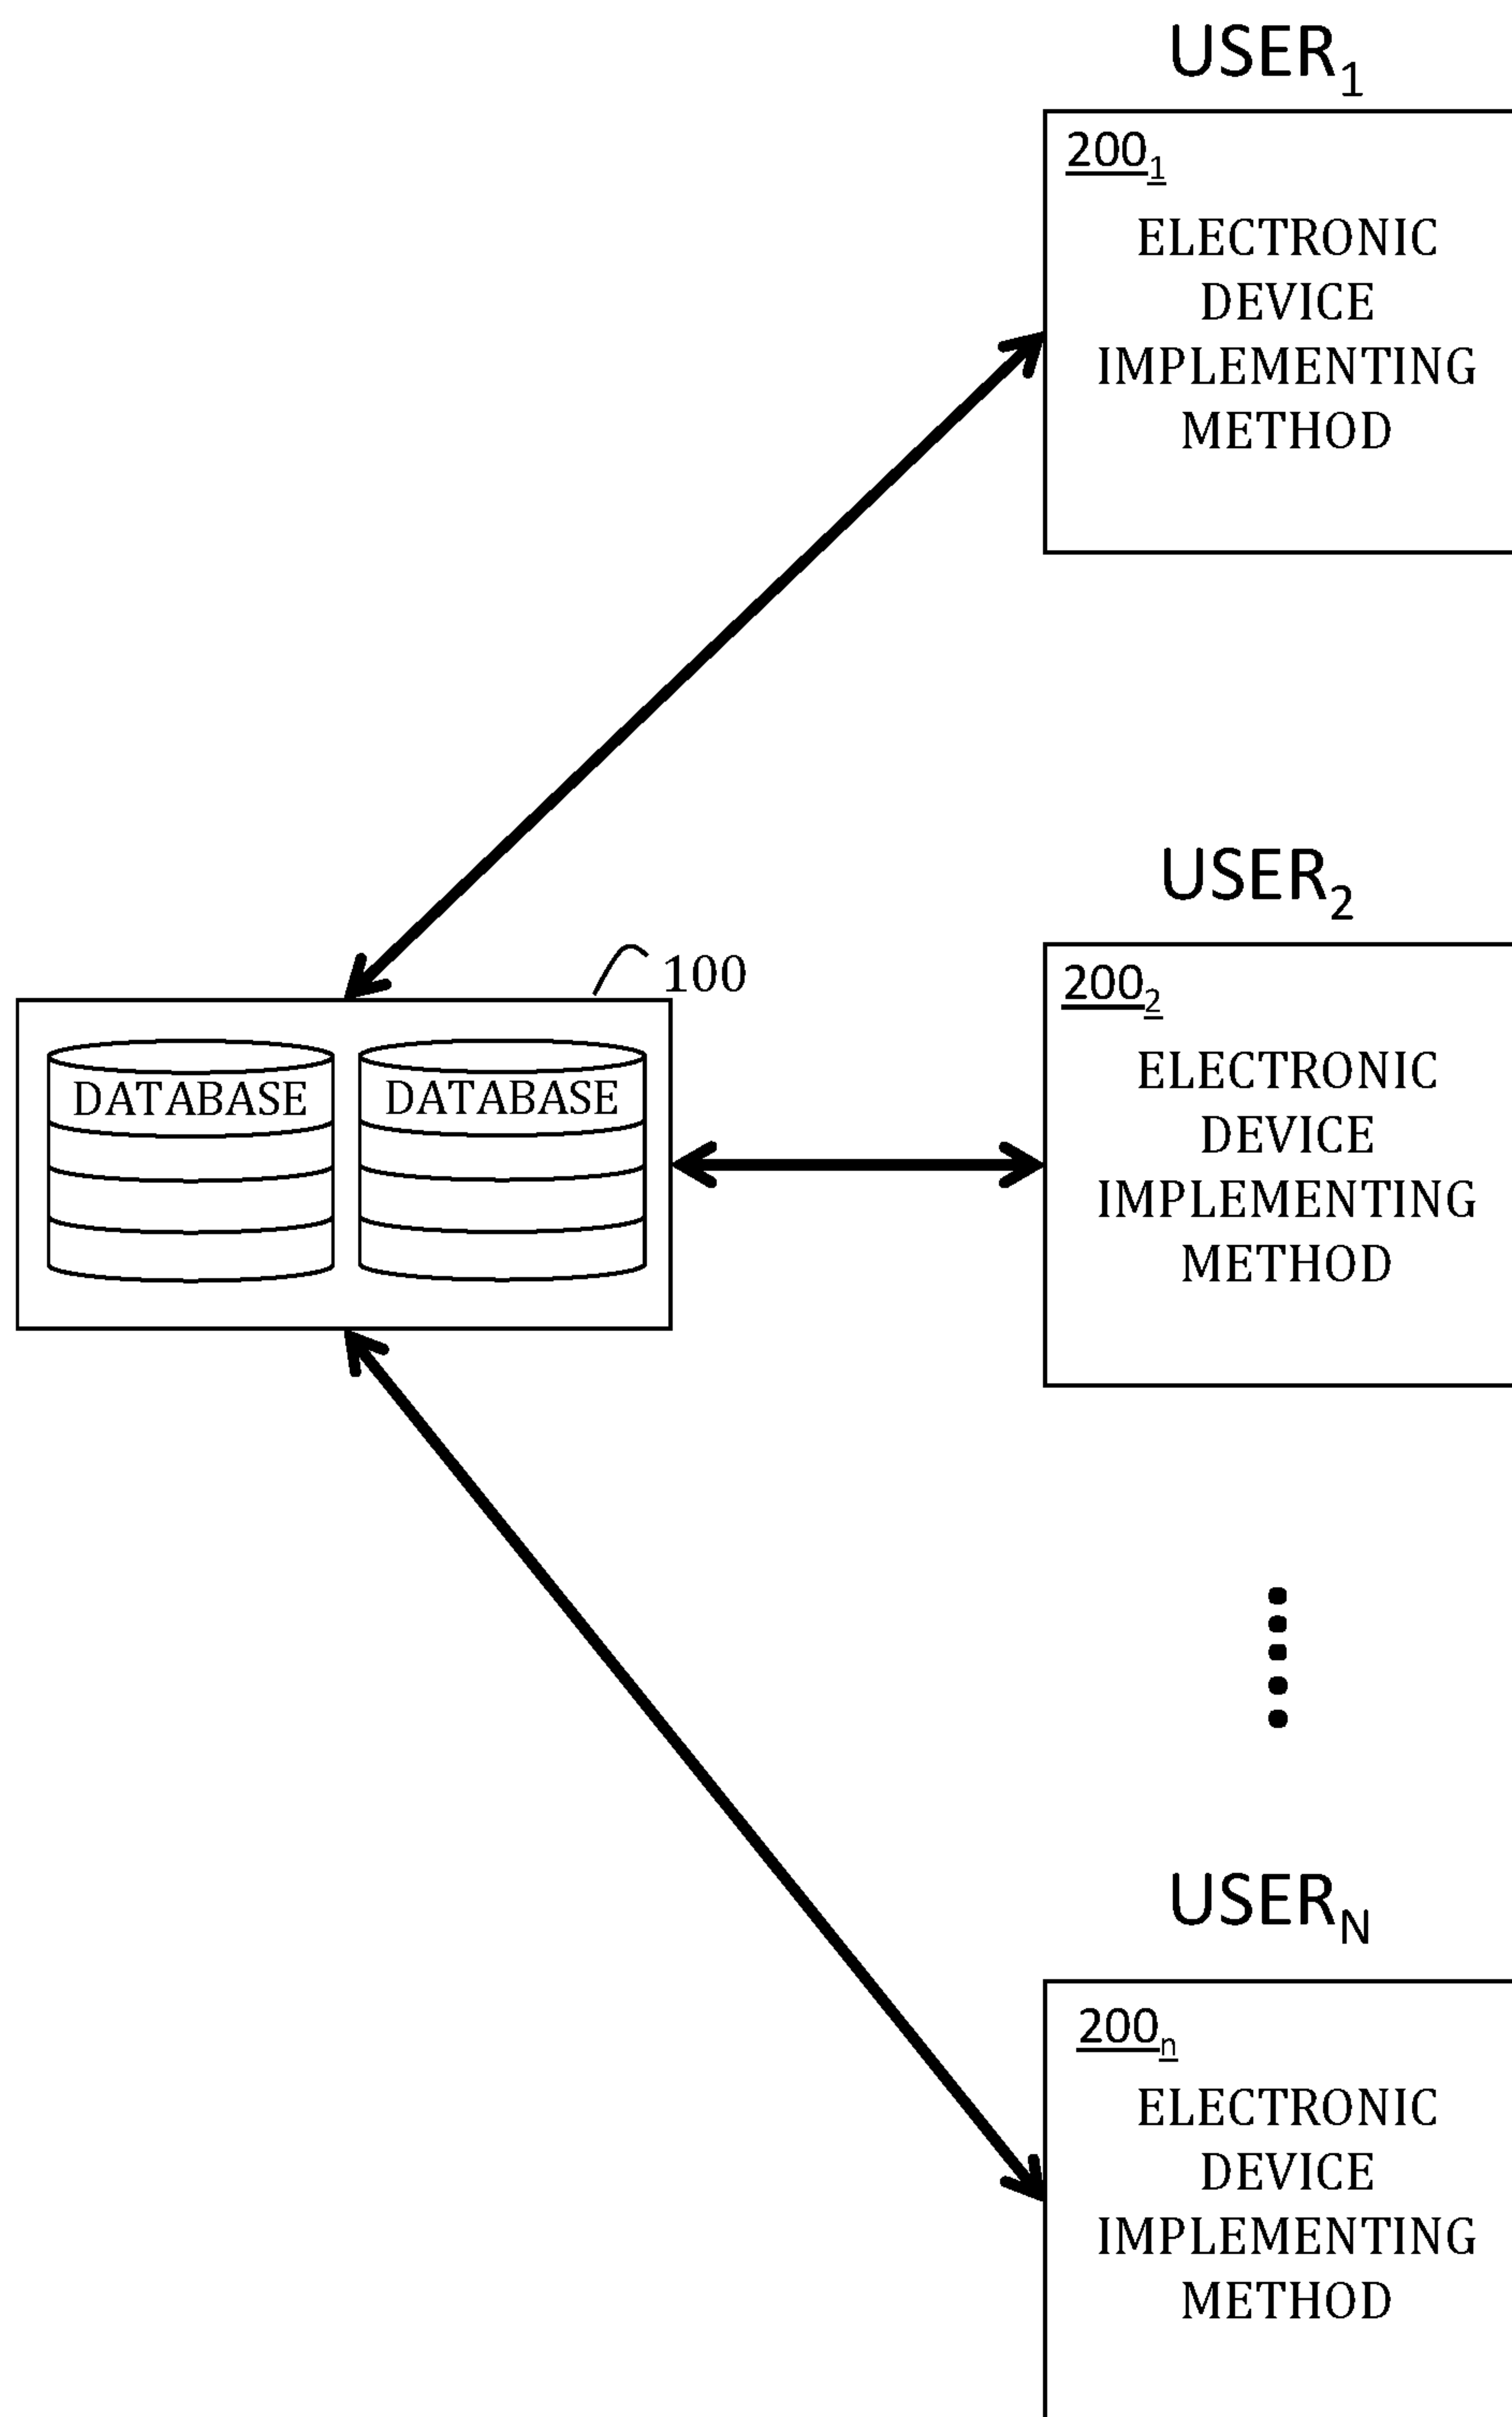 USER₁
200₁
ELECTRONIC
DEVICE
IMPLEMENTING
METHOD
USER₂
100
200₂
DATABASE DATABASE
ELECTRONIC
DEVICE
IMPLEMENTING
METHOD
USER_N
200ₙ
ELECTRONIC
DEVICE
IMPLEMENTING
METHOD